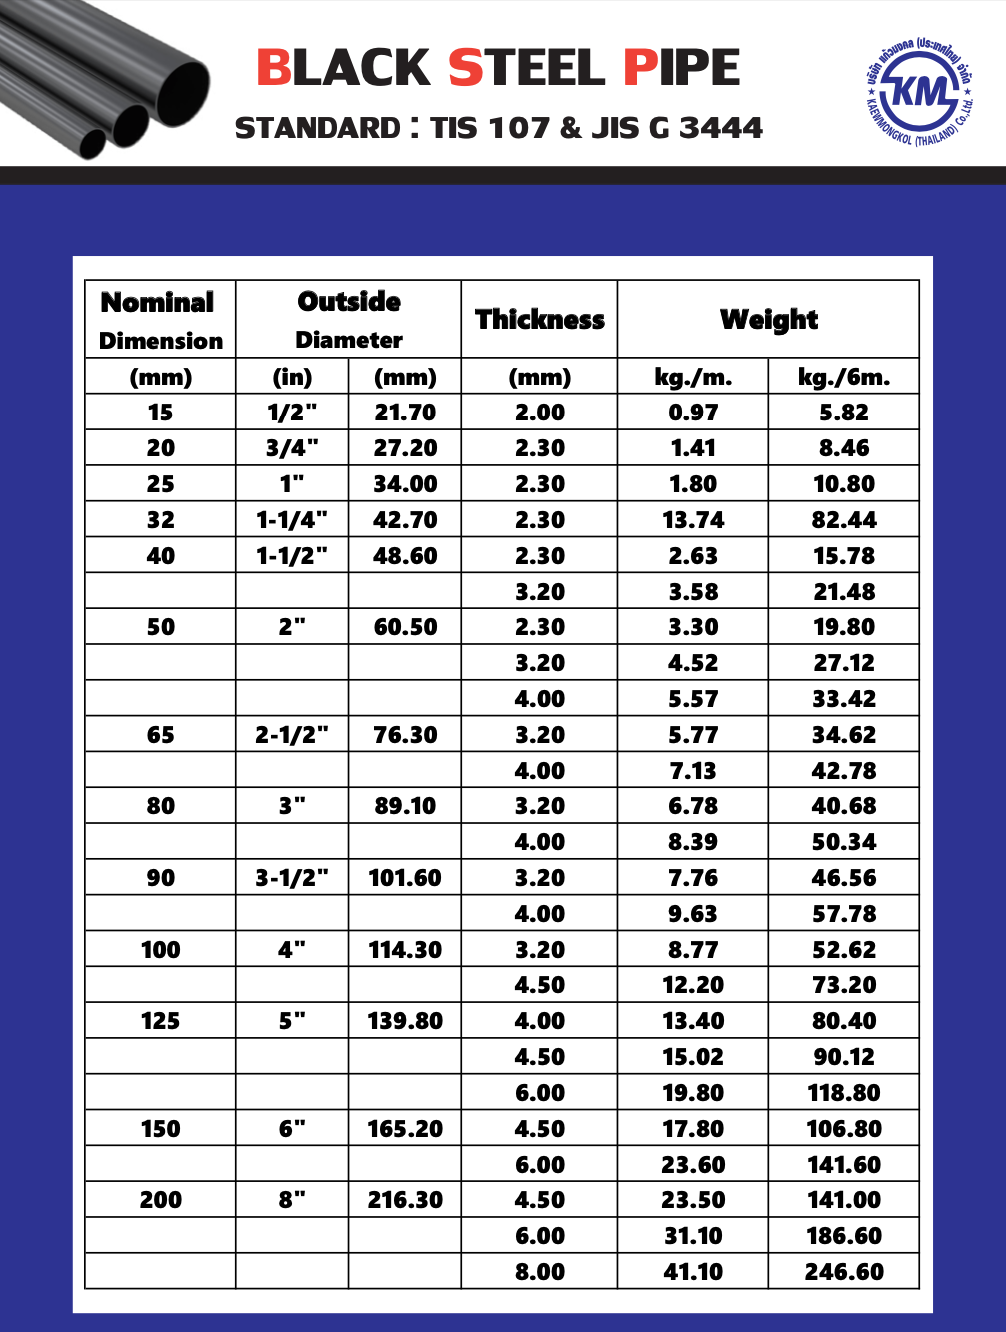 BLACK STEEL PIPE
STANDARD : TIS 107 & JIS G 3444
บริษัท แก้วมงคล (ประเทศไทย) จำกัด
KM
★ KAEWMONGKOL (THAILAND) Co.,Ltd. ★
Nominal Dimension Outside Diameter Thickness Weight
(mm) (in) (mm) (mm) kg./m. kg./6m.
15 1/2" 21.70 2.00 0.97 5.82
20 3/4" 27.20 2.30 1.41 8.46
25 1" 34.00 2.30 1.80 10.80
32 1-1/4" 42.70 2.30 13.74 82.44
40 1-1/2" 48.60 2.30 2.63 15.78
3.20 3.58 21.48
50 2" 60.50 2.30 3.30 19.80
3.20 4.52 27.12
4.00 5.57 33.42
65 2-1/2" 76.30 3.20 5.77 34.62
4.00 7.13 42.78
80 3" 89.10 3.20 6.78 40.68
4.00 8.39 50.34
90 3-1/2" 101.60 3.20 7.76 46.56
4.00 9.63 57.78
100 4" 114.30 3.20 8.77 52.62
4.50 12.20 73.20
125 5" 139.80 4.00 13.40 80.40
4.50 15.02 90.12
6.00 19.80 118.80
150 6" 165.20 4.50 17.80 106.80
6.00 23.60 141.60
200 8" 216.30 4.50 23.50 141.00
6.00 31.10 186.60
8.00 41.10 246.60